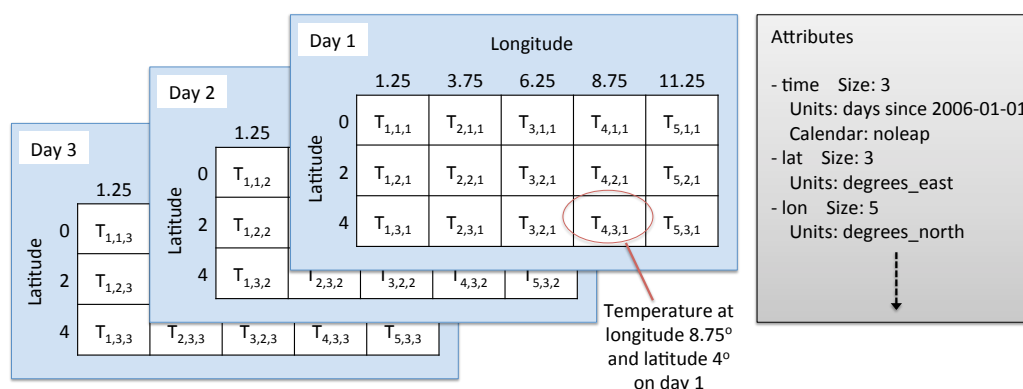 Day 1
Longitude
1.25 3.75 6.25 8.75 11.25
Latitude
0 T1,1,1 T2,1,1 T3,1,1 T4,1,1 T5,1,1
2 T1,2,1 T2,2,1 T3,2,1 T4,2,1 T5,2,1
4 T1,3,1 T2,3,1 T3,2,1 T4,3,1 T5,3,1
Day 2
1.25
Latitude
0 T1,1,2
2 T1,2,2
4 T1,3,2 T2,3,2 T3,2,2 T4,3,2 T5,3,2
Day 3
1.25
Latitude
0 T1,1,3
2 T1,2,3
4 T1,3,3 T2,3,3 T3,2,3 T4,3,3 T5,3,3
Temperature at
longitude 8.75o
and latitude 4o
on day 1
Attributes
- time Size: 3
Units: days since 2006-01-01
Calendar: noleap
- lat Size: 3
Units: degrees_east
- lon Size: 5
Units: degrees_north